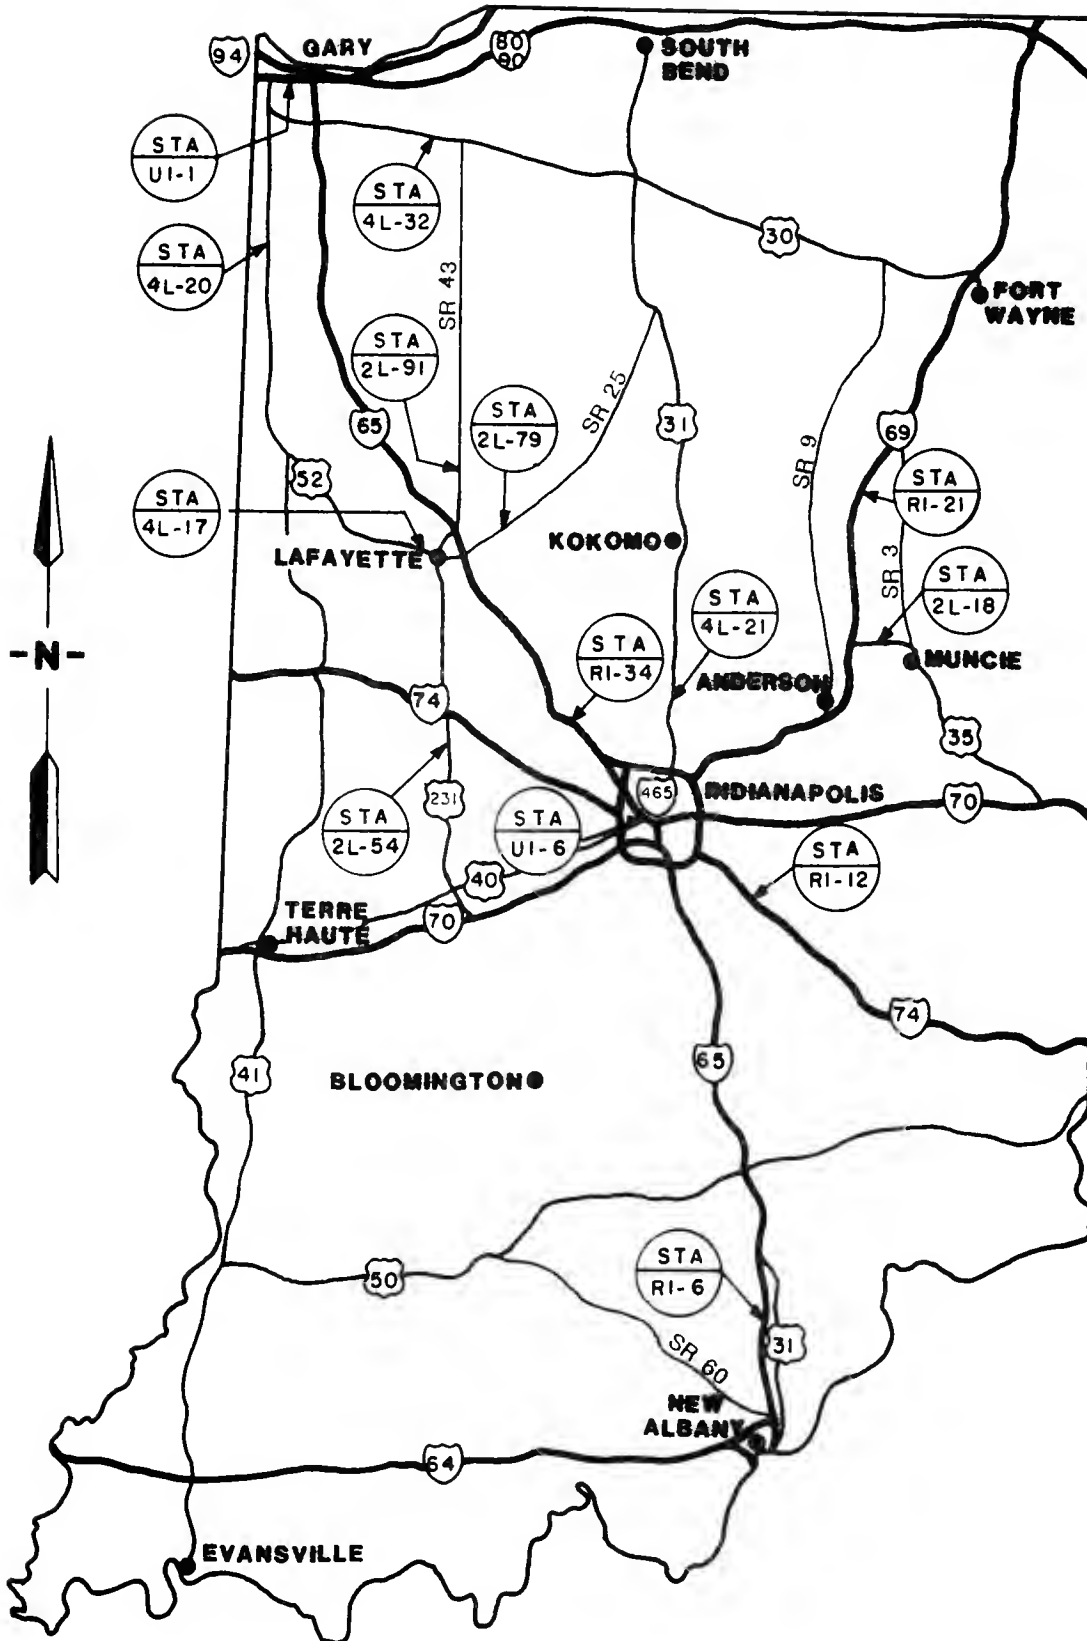 94
GARY
80
90
SOUTH
BEND
STA
U1-1
STA
4L-32
STA
4L-20
SR 43
30
FORT
WAYNE
STA
2L-91
SR 25
STA
2L-79
65
31
SR 9
69
52
STA
4L-17
STA
R1-21
LAFAYETTE
KOKOMO
SR 3
STA
2L-18
STA
4L-21
-N-
STA
R1-34
ANDERSON
MUNCIE
74
35
231
465
INDIANAPOLIS
70
STA
2L-54
STA
U1-6
STA
R1-12
40
TERRE
HAUTE
70
74
41
BLOOMINGTON
65
50
STA
R1-6
31
SR 60
NEW
ALBANY
64
EVANSVILLE